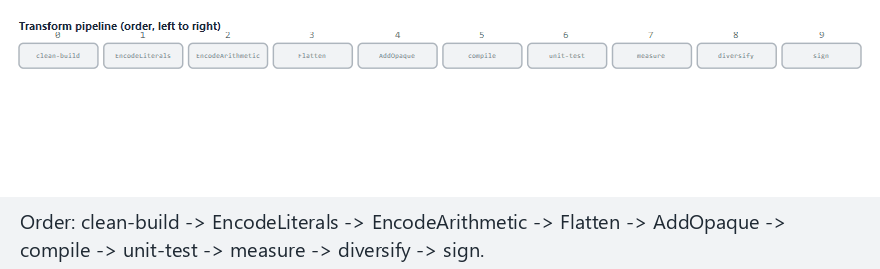 Transform pipeline (order, left to right)
0 1 2 3 4 5 6 7 8 9
clean-build EncodeLiterals EncodeArithmetic Flatten AddOpaque compile unit-test measure diversify sign
Order: clean-build -> EncodeLiterals -> EncodeArithmetic -> Flatten -> AddOpaque ->
compile -> unit-test -> measure -> diversify -> sign.